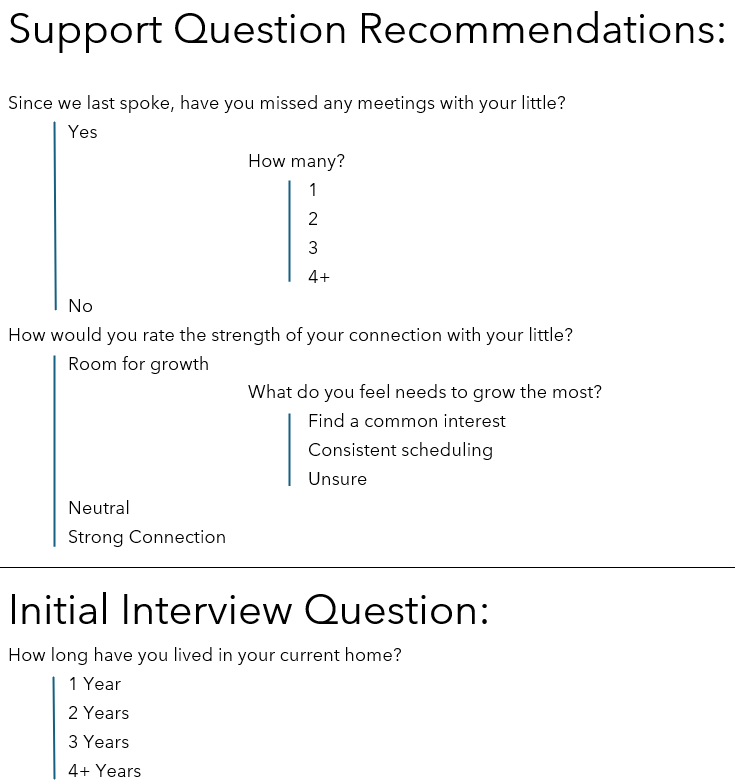 Support Question Recommendations:
Since we last spoke, have you missed any meetings with your little?
Yes
How many?
1
2
3
4+
No
How would you rate the strength of your connection with your little?
Room for growth
What do you feel needs to grow the most?
Find a common interest
Consistent scheduling
Unsure
Neutral
Strong Connection
Initial Interview Question:
How long have you lived in your current home?
1 Year
2 Years
3 Years
4+ Years